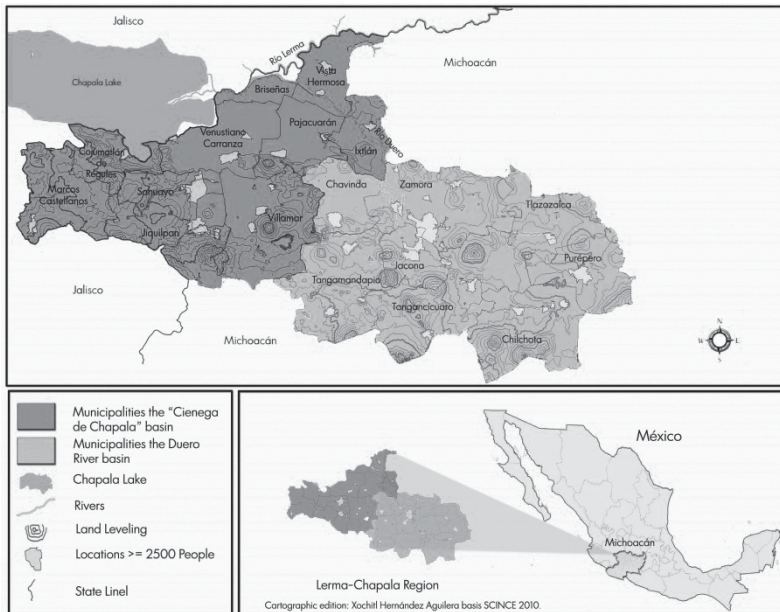 Jalisco
Río Lerma
Michoacán
Chapala Lake
Vista
Hermosa
Briseñas
Pajacuarán
Venustiano
Carranza
Río Duero
Ixtlán
Cojumatlán
de
Régules
Marcos
Castellanos
Sahuayo
Jiquilpan
Villamar
Chavinda
Zamora
Tlazazalca
Purépero
Jacona
Tangamandapio
Tangancícuaro
Chilchota
Jalisco
Michoacán
N
W
E
S
Municipalities the “Cienega
de Chapala” basin
Municipalities the Duero
River basin
Chapala Lake
Rivers
Land Leveling
Locations >= 2500 People
State Linel
México
Michoacán
Lerma–Chapala Region
Cartographic edition: Xochitl Hernández Aguilera basis SCINCE 2010.